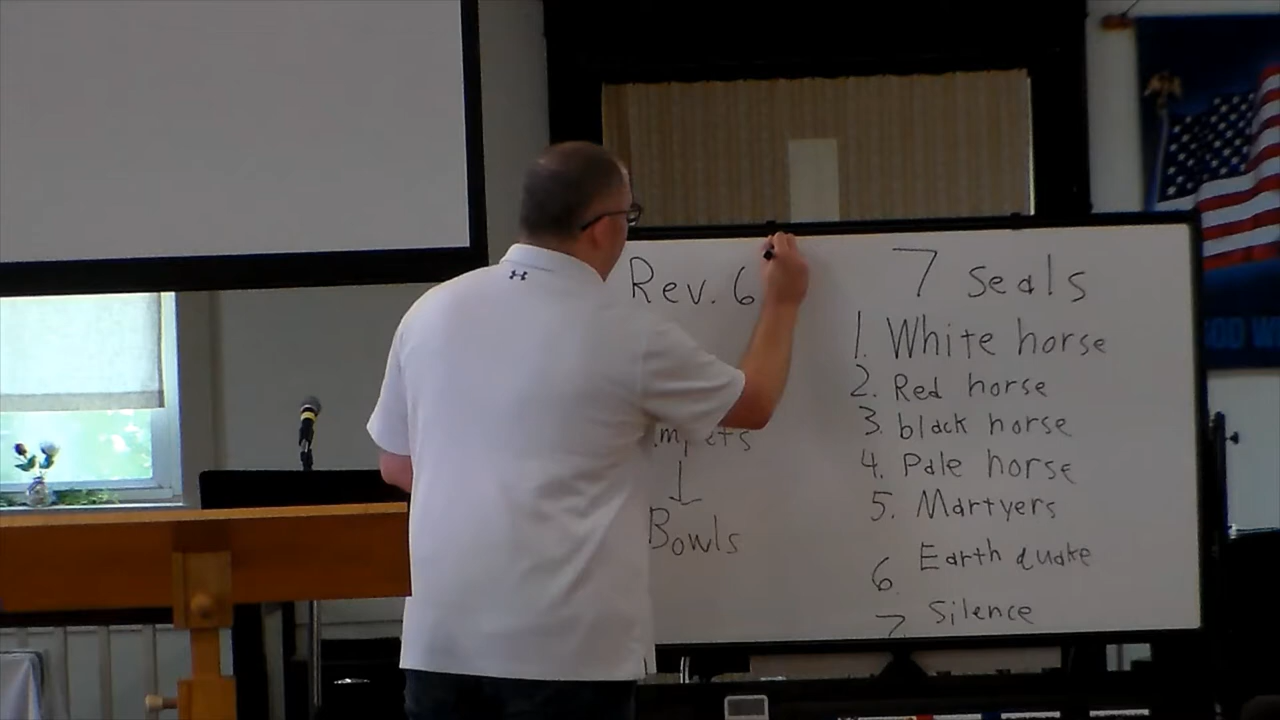 Rev. 6
Bowls
7 seals
1. White horse
2. Red horse
3. black horse
4. Pale horse
5. Martyers
6. Earth quake
7 Silence